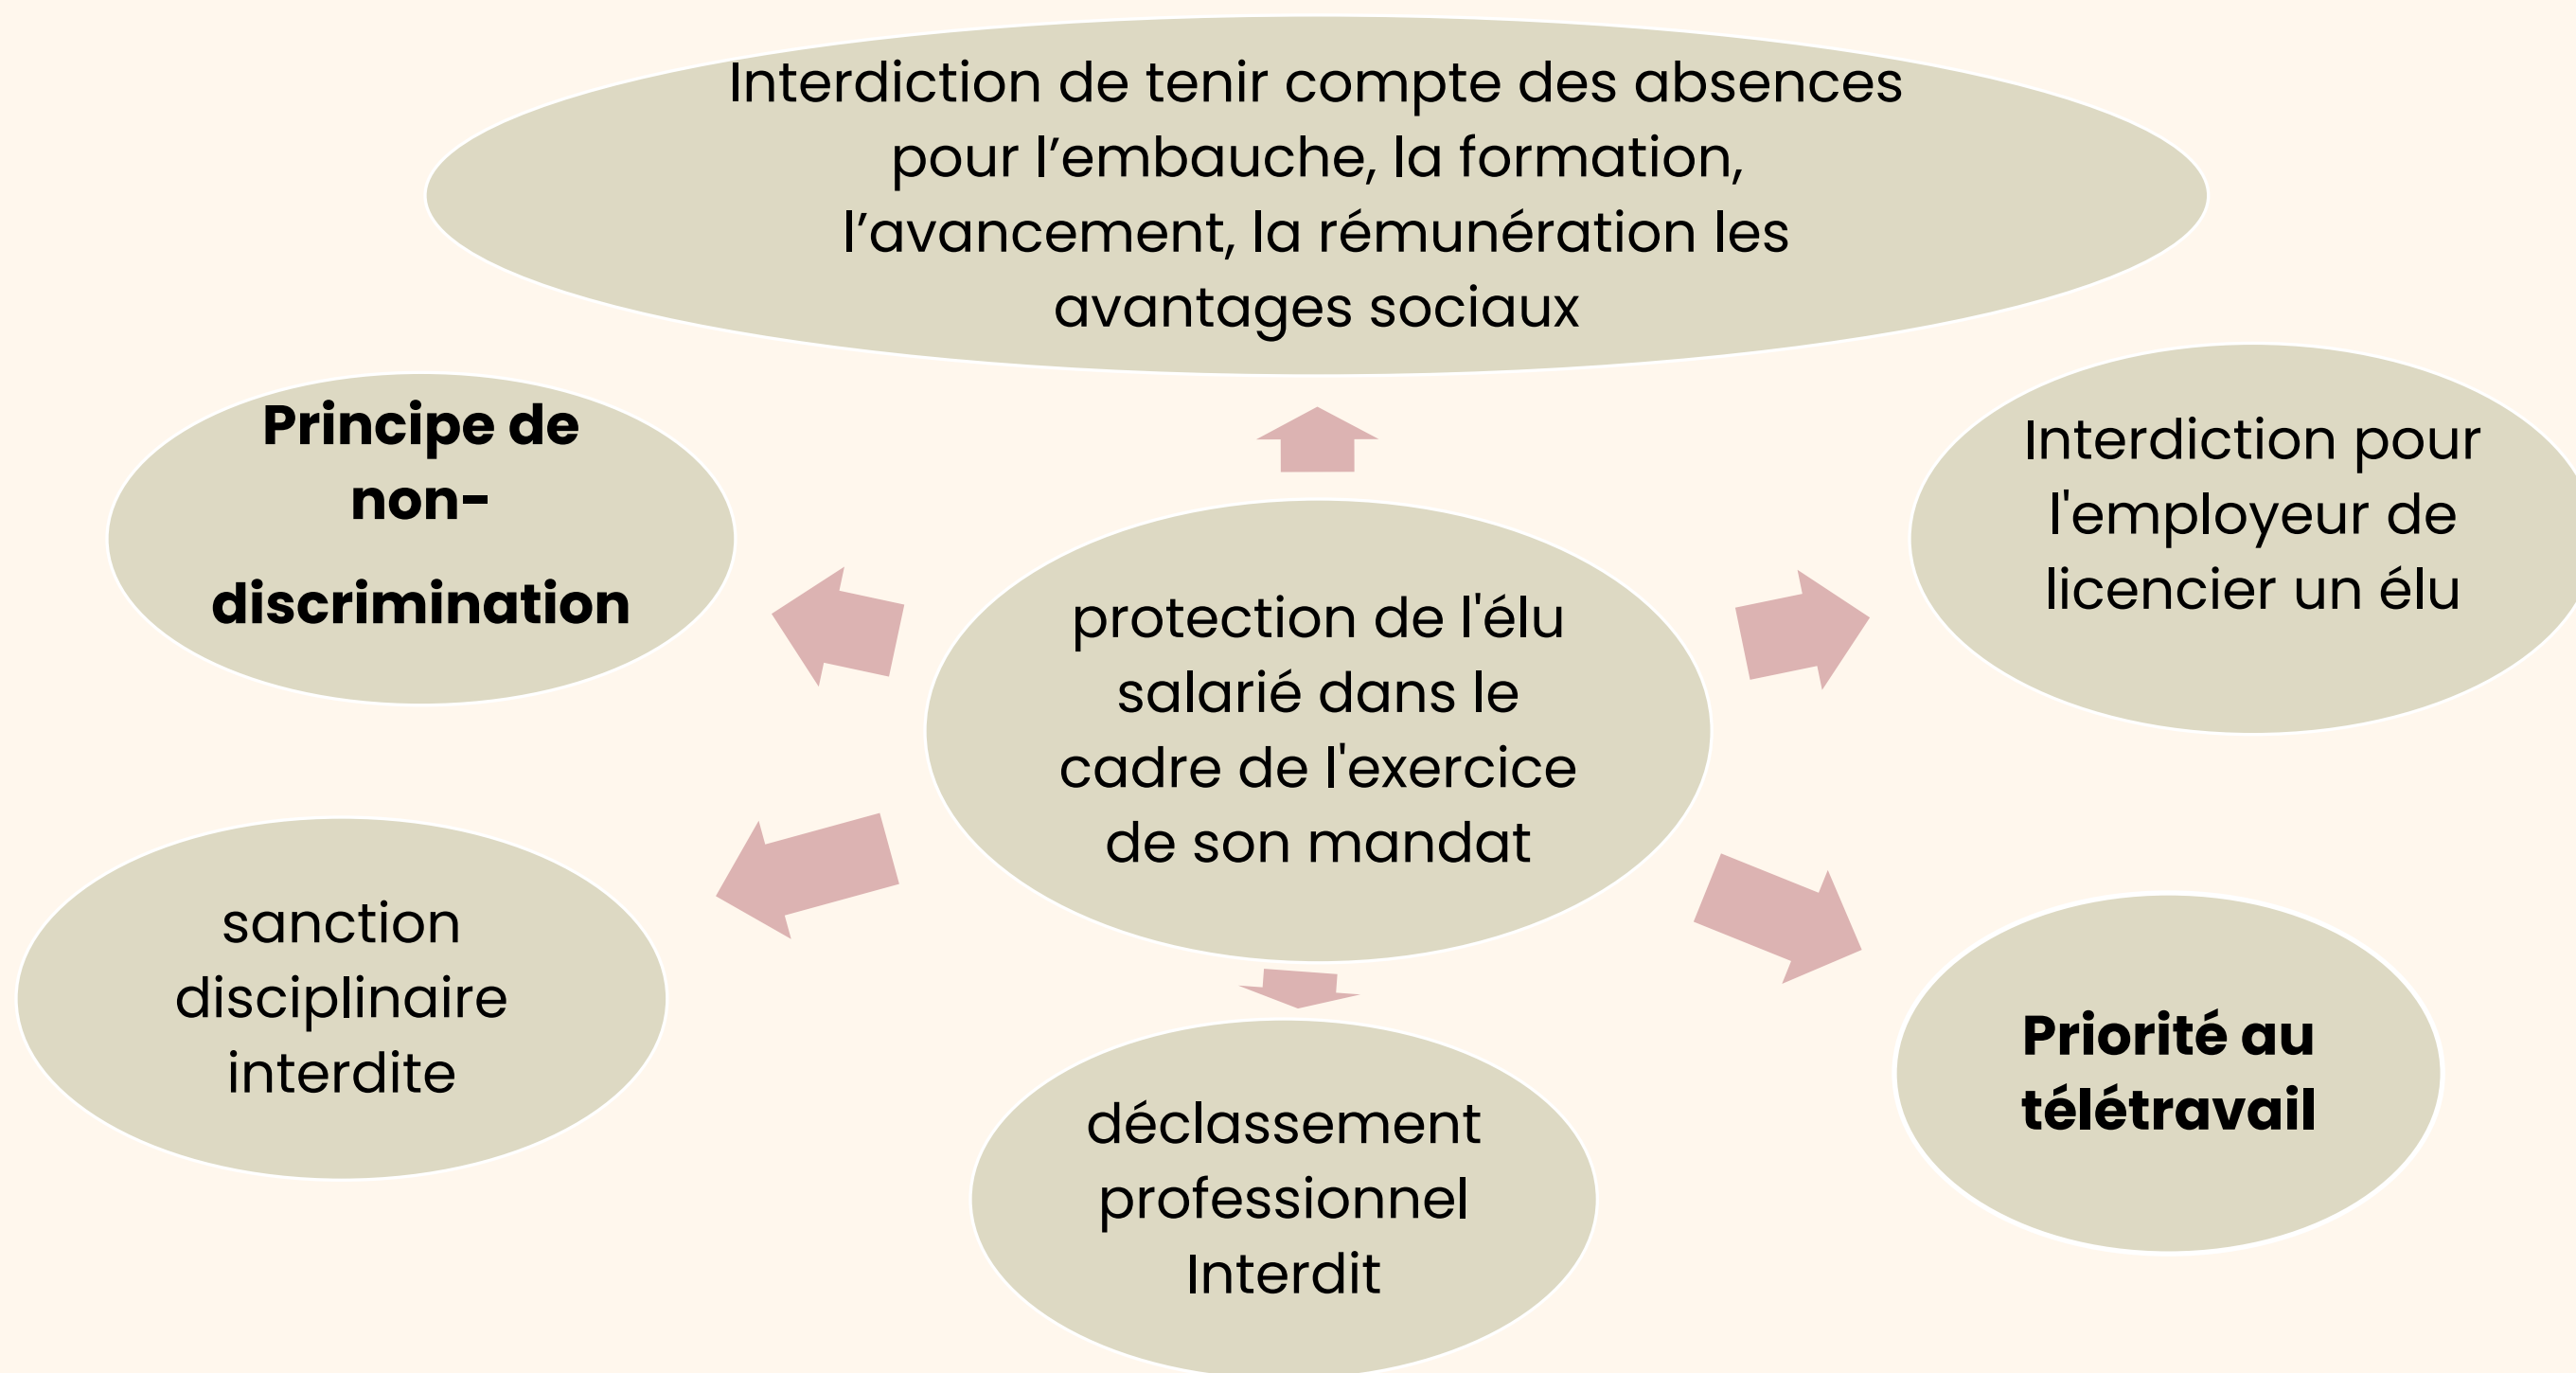 Interdiction de tenir compte des absences
pour l’embauche, la formation,
l’avancement, la rémunération les
avantages sociaux
Principe de
non-
discrimination
Interdiction pour
l'employeur de
licencier un élu
protection de l'élu
salarié dans le
cadre de l'exercice
de son mandat
sanction
disciplinaire
interdite
Priorité au
télétravail
déclassement
professionnel
Interdit